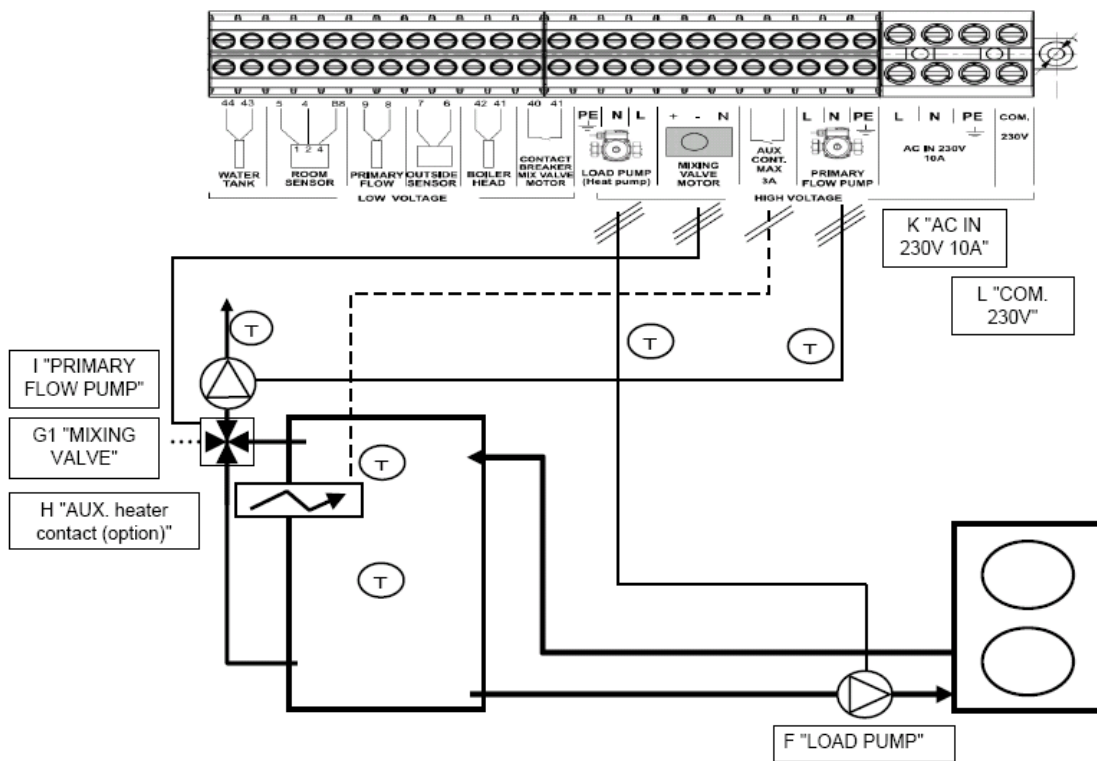 44 43 5 4 B8 9 8 7 6 42 41 40 41
1 2 4
WATER TANK
ROOM SENSOR
PRIMARY FLOW
OUTSIDE SENSOR
BOILER HEAD
CONTACT BREAKER MIX VALVE MOTOR
PE N L
LOAD PUMP
(Heat pump)
+ - N
MIXING VALVE MOTOR
AUX CONT. MAX 3A
L N PE
PRIMARY FLOW PUMP
L N PE
AC IN 230V
10A
COM.
230V
LOW VOLTAGE
HIGH VOLTAGE
K "AC IN
230V 10A"
L "COM.
230V"
T
T
T
I "PRIMARY
FLOW PUMP"
G1 "MIXING
VALVE"
H "AUX. heater
contact (option)"
T
T
F "LOAD PUMP"